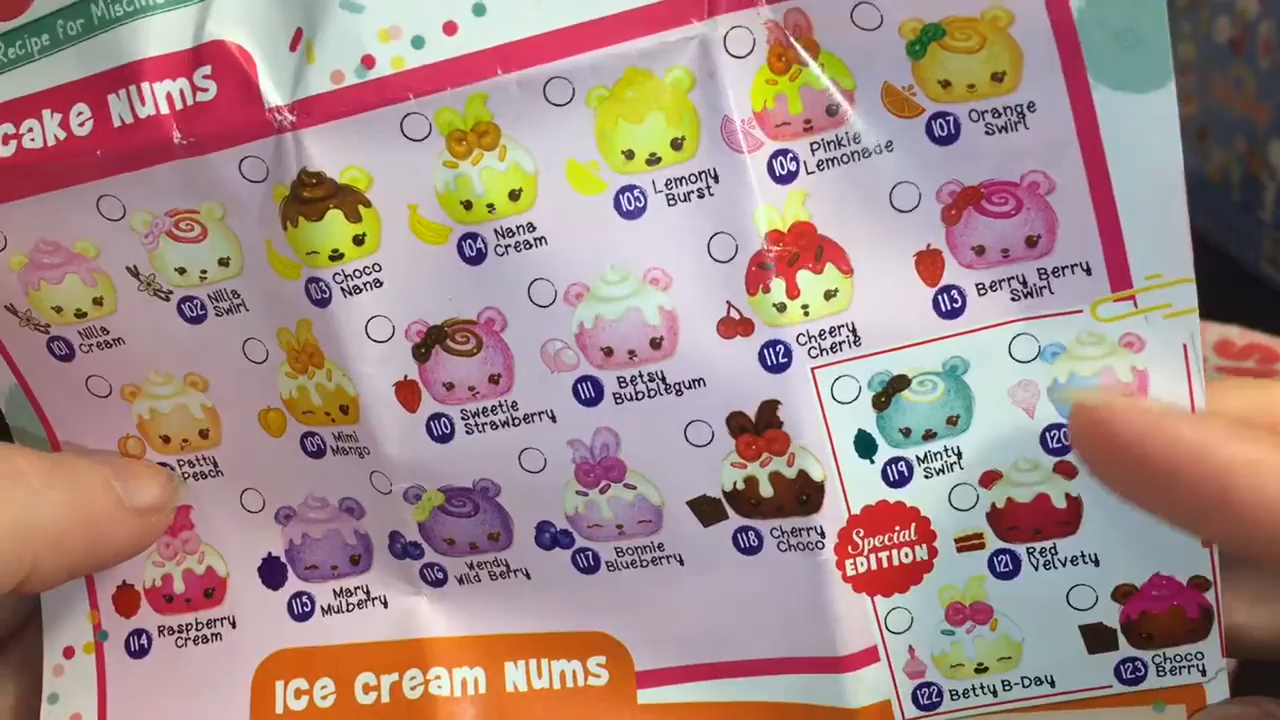 Recipe for
cake Nums
101
Nilla
Cream
102
Nilla
Swirl
103
Choco
Nana
104
Nana
Cream
105
Lemony
Burst
106
Pinkie
Lemonade
107
Orange
Swirl
Patty
Peach
109
Mimi
Mango
110
Sweetie
Strawberry
111
Betsy
Bubblegum
112
Cheery
Cherie
113
Berry Berry
Swirl
114
Raspberry
Cream
115
Mary
Mulberry
116
Wendy
Wild Berry
117
Bonnie
Blueberry
118
Cherry
Choco
Special
EDITION
119
Minty
Swirl
120
121
Red
Velvety
122
Betty B-Day
123
Choco
Berry
Ice cream Nums